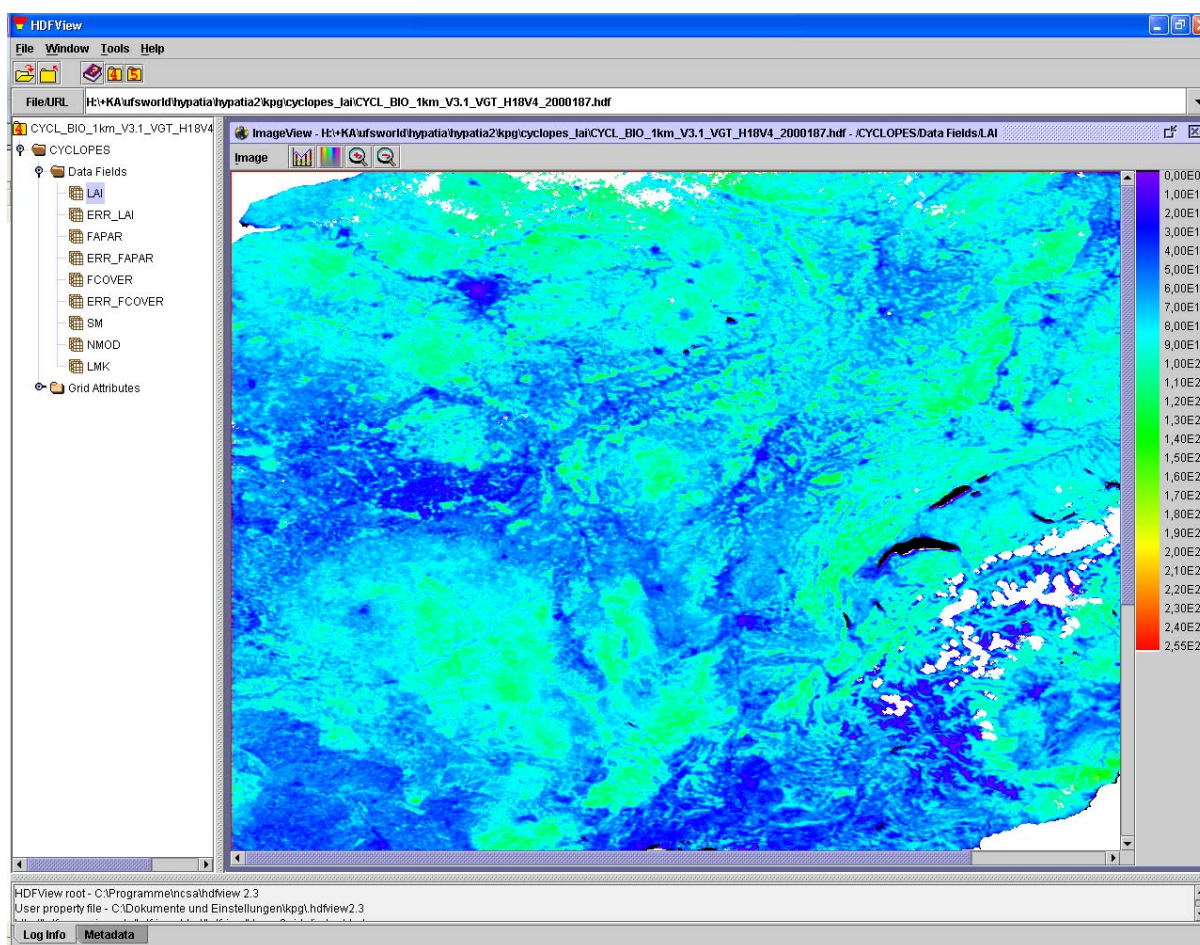 HDFView
File Window Tools Help
File/URL H:\+KA\ufsworld\hypatia\hypatia2\kpg\cyclopes_lai\CYCL_BIO_1km_V3.1_VGT_H18V4_2000187.hdf
CYCL_BIO_1km_V3.1_VGT_H18V4
CYCLOPES
Data Fields
LAI
ERR_LAI
FAPAR
ERR_FAPAR
FCOVER
ERR_FCOVER
SM
NMOD
LMK
Grid Attributes
ImageView - H:\+KA\ufsworld\hypatia\hypatia2\kpg\cyclopes_lai\CYCL_BIO_1km_V3.1_VGT_H18V4_2000187.hdf - /CYCLOPES/Data Fields/LAI
Image
0,00E0
1,00E1
2,00E1
3,00E1
4,00E1
5,00E1
6,00E1
7,00E1
8,00E1
9,00E1
1,00E2
1,10E2
1,20E2
1,30E2
1,40E2
1,50E2
1,60E2
1,70E2
1,80E2
1,90E2
2,00E2
2,10E2
2,20E2
2,30E2
2,40E2
2,55E2
HDFView root - C:\Programme\ncsa\hdfview 2.3
User property file - C:\Dokumente und Einstellungen\kpg\.hdfview2.3
Log Info Metadata